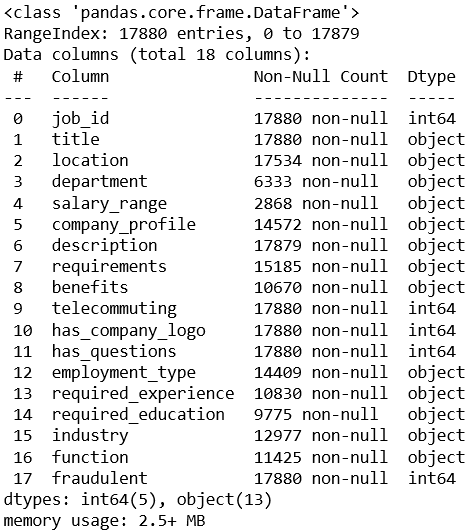 <class 'pandas.core.frame.DataFrame'>
RangeIndex: 17880 entries, 0 to 17879
Data columns (total 18 columns):
 #   Column               Non-Null Count  Dtype
---  ------               --------------  -----
 0   job_id               17880 non-null  int64
 1   title                17880 non-null  object
 2   location             17534 non-null  object
 3   department           6333 non-null   object
 4   salary_range         2868 non-null   object
 5   company_profile      14572 non-null  object
 6   description          17879 non-null  object
 7   requirements         15185 non-null  object
 8   benefits             10670 non-null  object
 9   telecommuting        17880 non-null  int64
 10  has_company_logo     17880 non-null  int64
 11  has_questions        17880 non-null  int64
 12  employment_type      14409 non-null  object
 13  required_experience  10830 non-null  object
 14  required_education   9775 non-null   object
 15  industry             12977 non-null  object
 16  function             11425 non-null  object
 17  fraudulent           17880 non-null  int64
dtypes: int64(5), object(13)
memory usage: 2.5+ MB